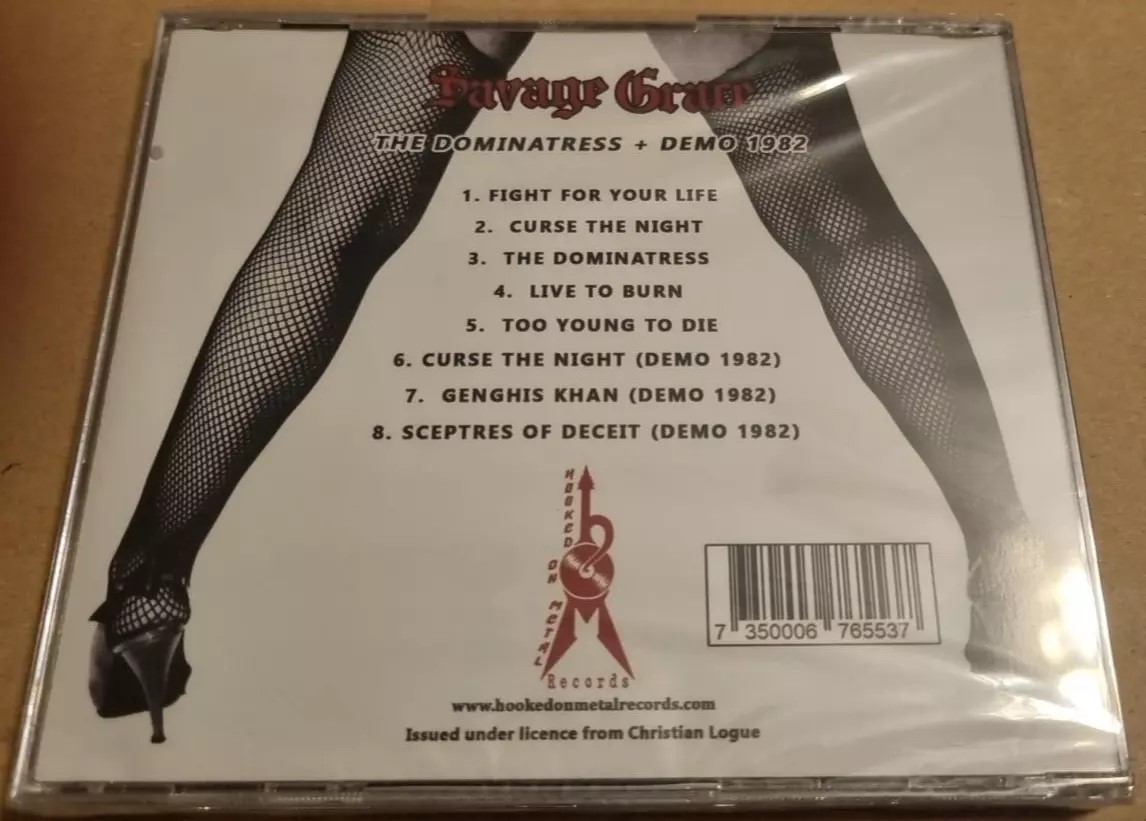 Savage Grace
THE DOMINATRESS + DEMO 1982
1. FIGHT FOR YOUR LIFE
2. CURSE THE NIGHT
3. THE DOMINATRESS
4. LIVE TO BURN
5. TOO YOUNG TO DIE
6. CURSE THE NIGHT (DEMO 1982)
7. GENGHIS KHAN (DEMO 1982)
8. SCEPTRES OF DECEIT (DEMO 1982)
HOOKED ON METAL
Records
7 350006 765537
www.hookedonmetalrecords.com
Issued under licence from Christian Logue